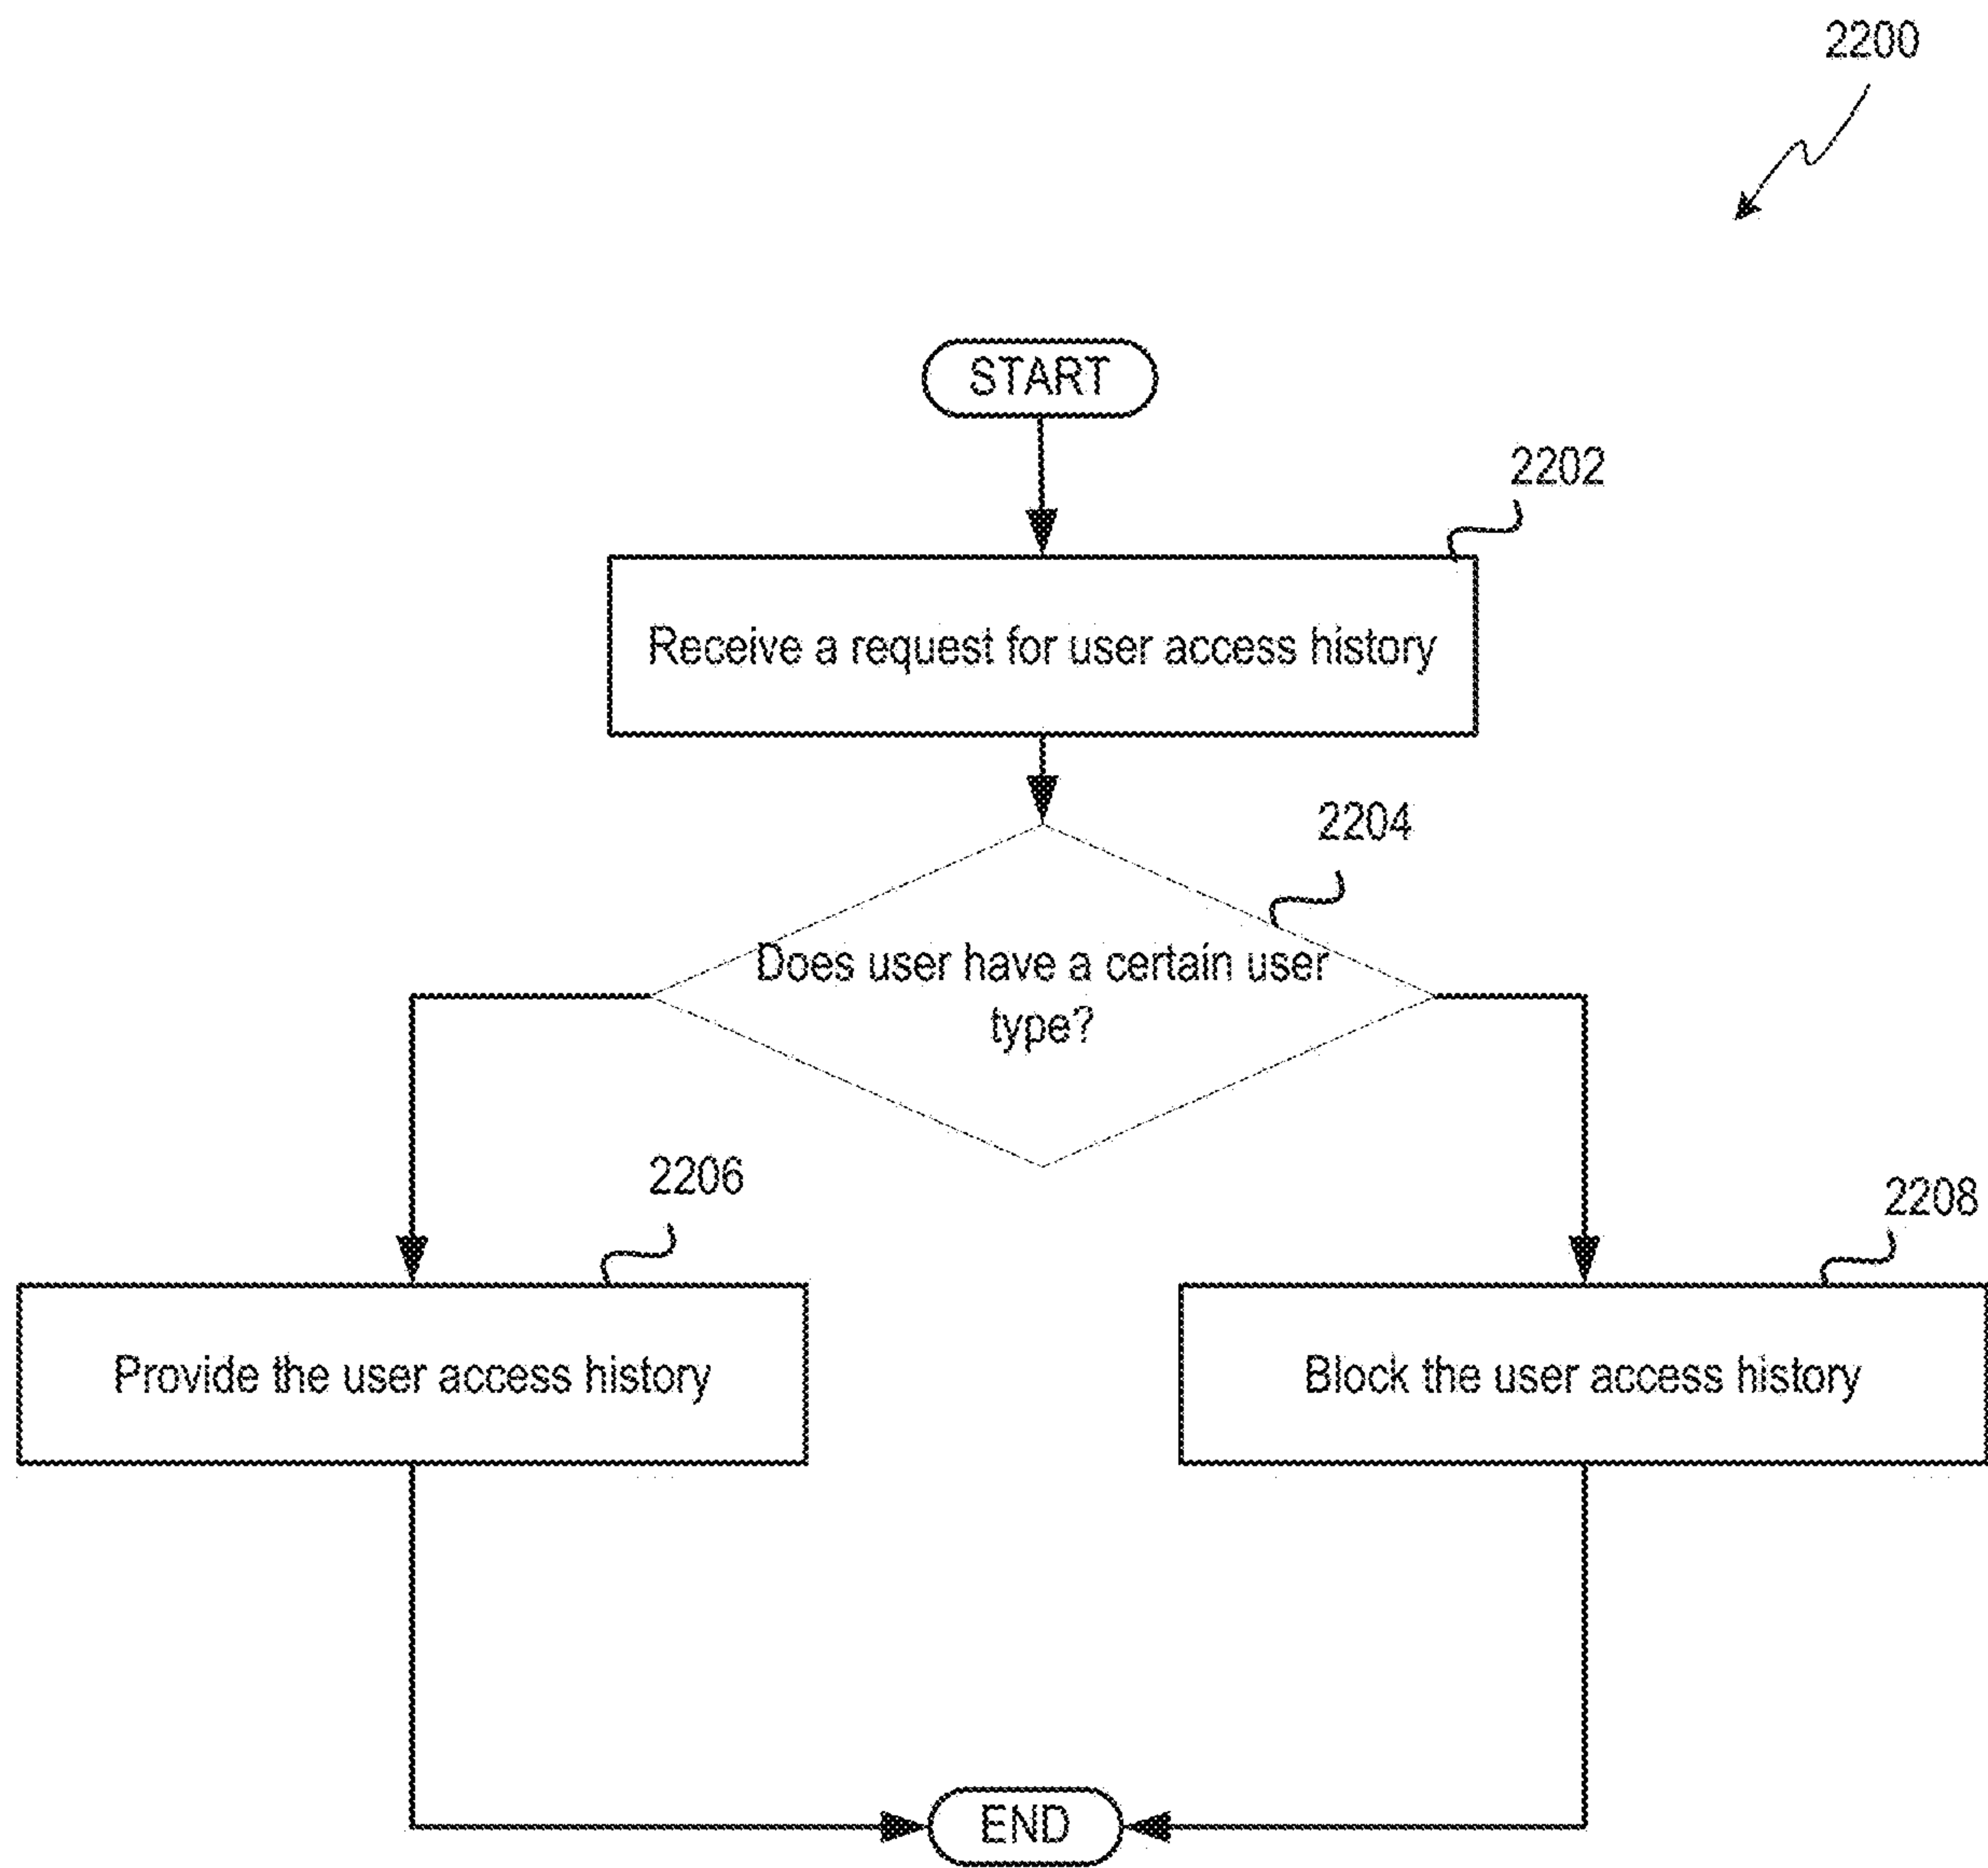 2200
START
2202
Receive a request for user access history
2204
Does user have a certain user
type?
2206
2208
Provide the user access history
Block the user access history
END